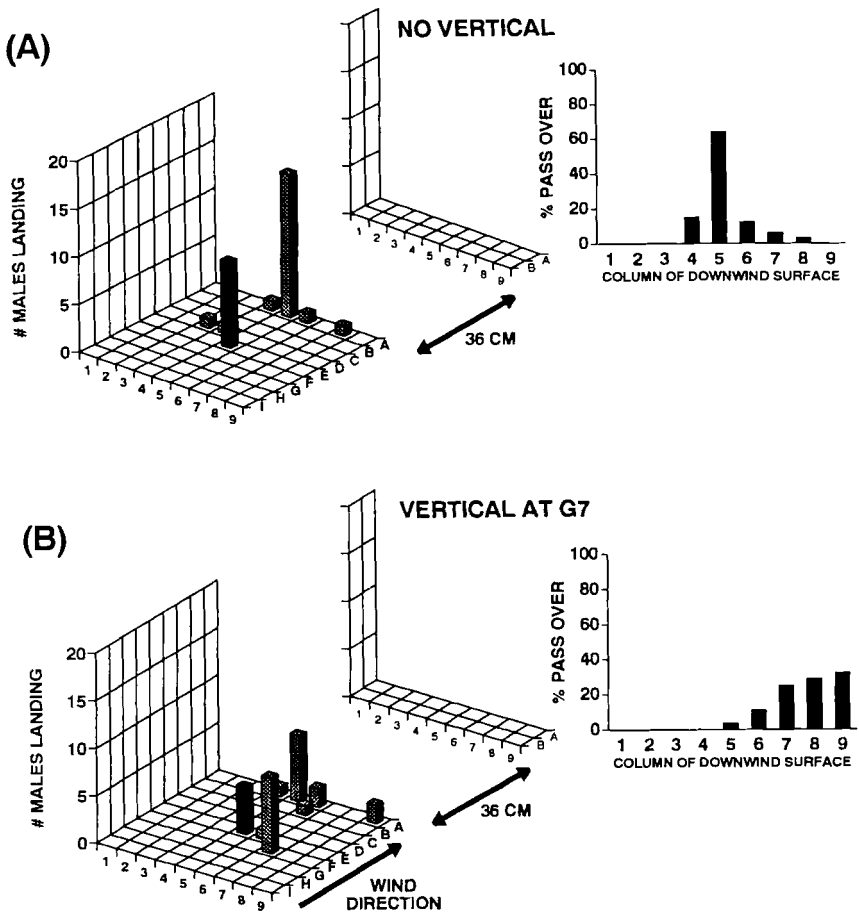 (A)
NO VERTICAL
# MALES LANDING
20
15
10
5
0
1 2 3 4 5 6 7 8 9
I H G F E D C B A
1 2 3 4 5 6 7 8 9
B A
36 CM
% PASS OVER
100
80
60
40
20
0
1 2 3 4 5 6 7 8 9
COLUMN OF DOWNWIND SURFACE
(B)
VERTICAL AT G7
# MALES LANDING
20
15
10
5
0
1 2 3 4 5 6 7 8 9
I H G F E D C B A
WIND
DIRECTION
1 2 3 4 5 6 7 8 9
B A
36 CM
% PASS OVER
100
80
60
40
20
0
1 2 3 4 5 6 7 8 9
COLUMN OF DOWNWIND SURFACE